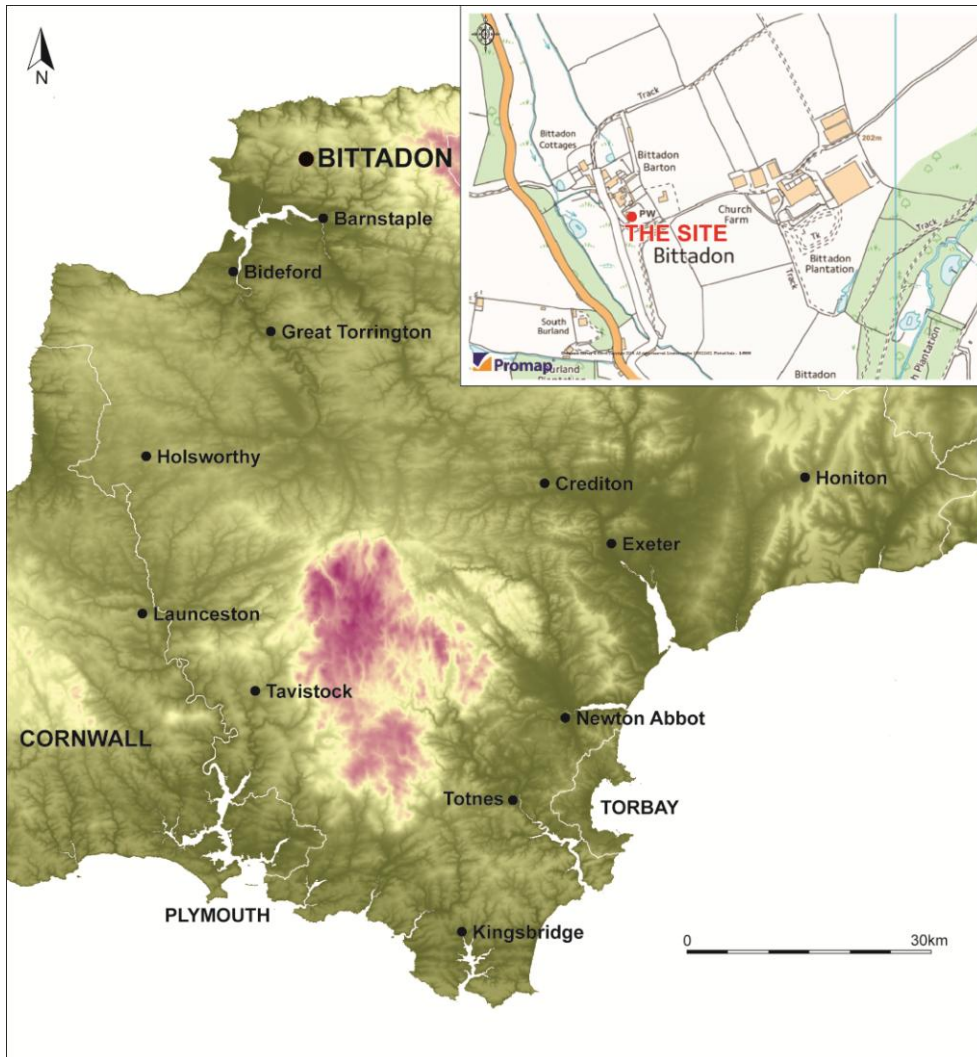 N
BITTADON
Barnstaple
Bideford
Great Torrington
Holsworthy
Crediton
Honiton
Exeter
Launceston
Tavistock
CORNWALL
Newton Abbot
Totnes
TORBAY
PLYMOUTH
Kingsbridge
0 30km
Track
Bittadon
Cottages
Bittadon
Barton
202m
PW
THE SITE
Bittadon
Church
Farm
Tk
Track
Track
Bittadon
Plantation
South
Burland
Bittadon
Plantation
Promap